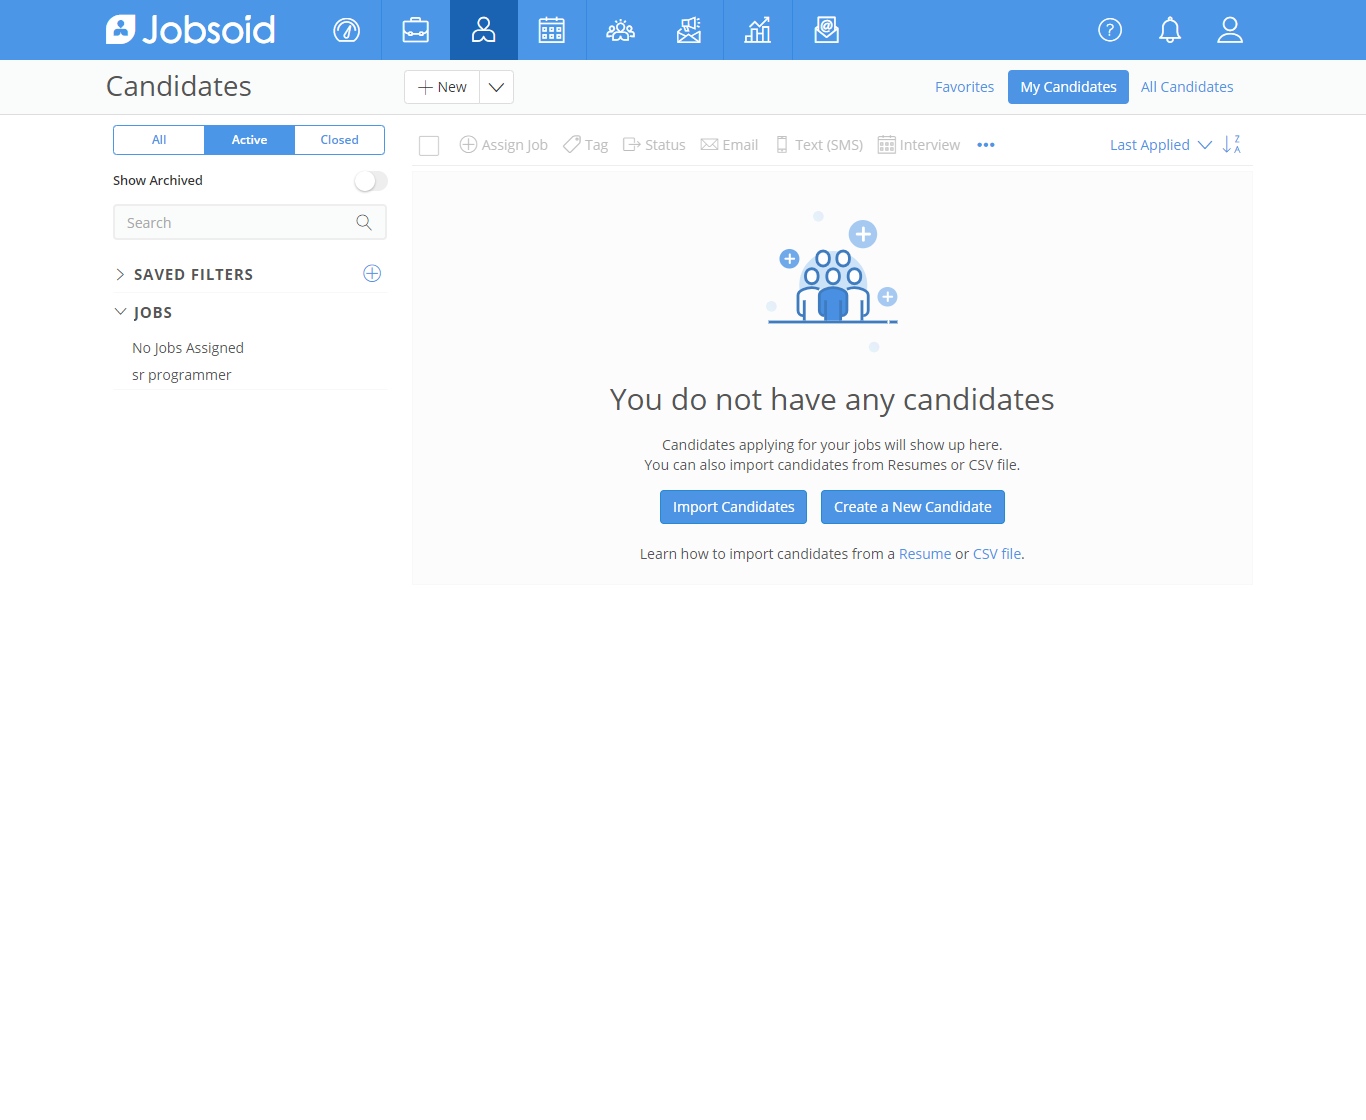 Jobsoid
Candidates
New
Favorites
My Candidates
All Candidates
All
Active
Closed
Show Archived
Search
SAVED FILTERS
JOBS
No Jobs Assigned
sr programmer
Assign Job
Tag
Status
Email
Text (SMS)
Interview
Last Applied
Z
A
You do not have any candidates
Candidates applying for your jobs will show up here.
You can also import candidates from Resumes or CSV file.
Import Candidates
Create a New Candidate
Learn how to import candidates from a Resume or CSV file.